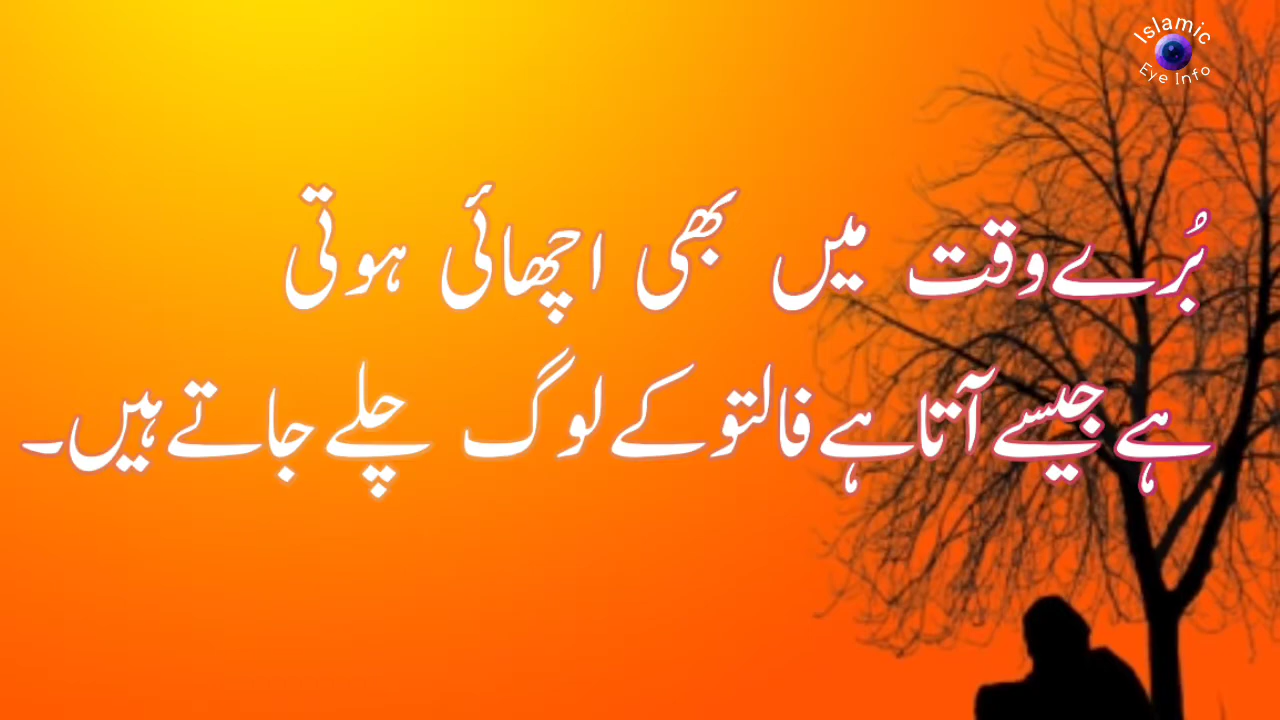 Islamic
Eye Info
بُرے وقت میں بھی اچھائی ہوتی
ہے جیسے آتا ہے فالتو کے لوگ چلے جاتے ہیں۔